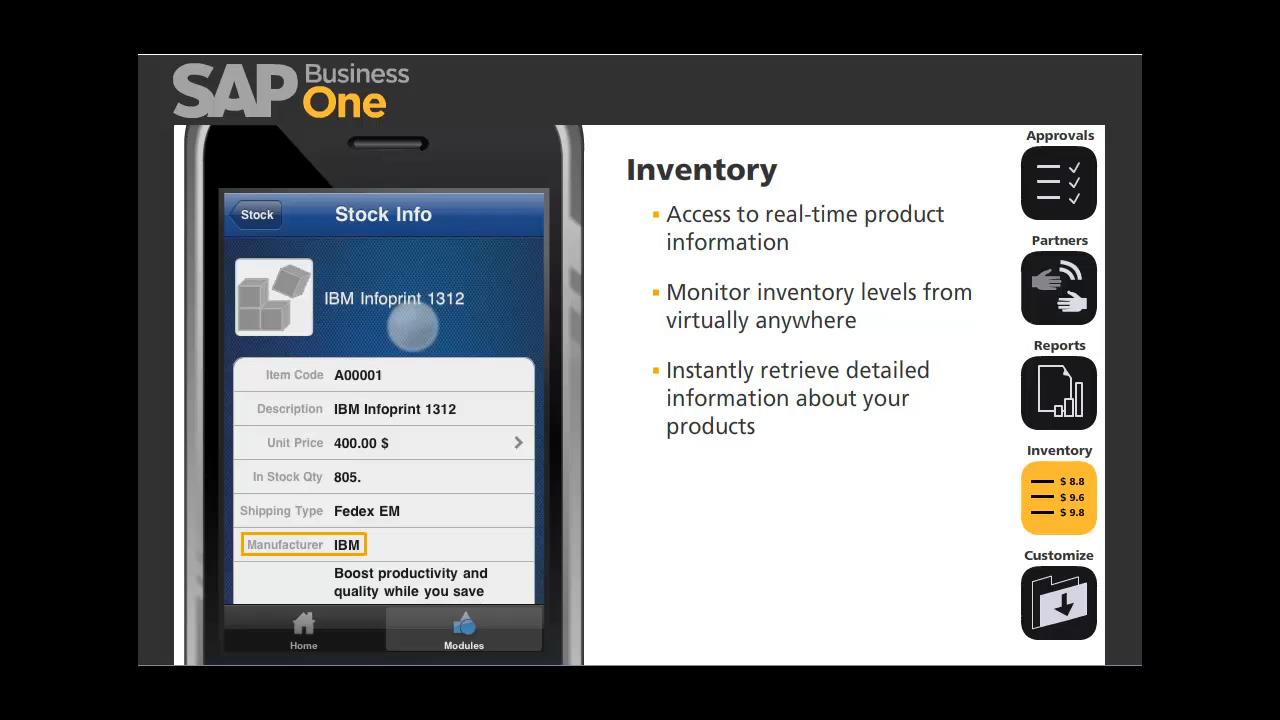 SAP Business One
Stock
Stock Info
IBM Infoprint 1312
Item Code A00001
Description IBM Infoprint 1312
Unit Price 400.00 $
In Stock Qty 805.
Shipping Type Fedex EM
Manufacturer IBM
Boost productivity and
quality while you save
Home
Modules
Inventory
Access to real-time product
information
Monitor inventory levels from
virtually anywhere
Instantly retrieve detailed
information about your
products
Approvals
Partners
Reports
Inventory
$ 8.8
$ 9.6
$ 9.8
Customize